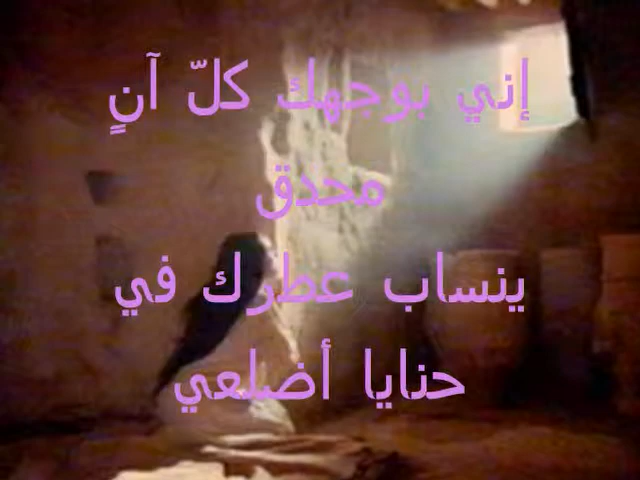 إني بوجهك كلّ آنٍ
محدق
ينساب عطرك في
حنايا أضلعي